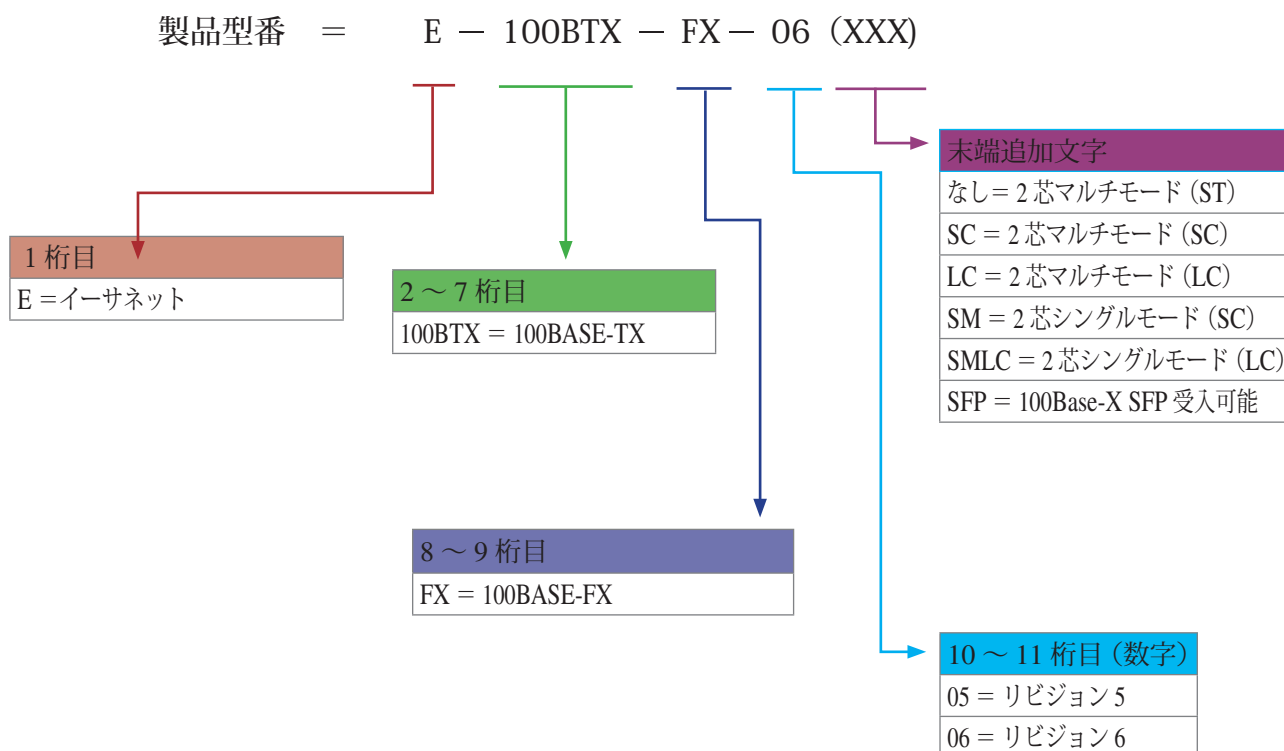 製品型番 ＝ E － 100BTX － FX － 06 (XXX)
末端追加文字
なし＝ 2 芯マルチモード (ST)
SC ＝ 2 芯マルチモード (SC)
LC ＝ 2 芯マルチモード (LC)
SM ＝ 2 芯シングルモード (SC)
SMLC ＝ 2 芯シングルモード (LC)
SFP ＝ 100Base-X SFP 受入可能
1 桁目
E ＝イーサネット
2 ～ 7 桁目
100BTX ＝ 100BASE-TX
8 ～ 9 桁目
FX ＝ 100BASE-FX
10 ～ 11 桁目 (数字)
05 ＝ リビジョン 5
06 ＝ リビジョン 6